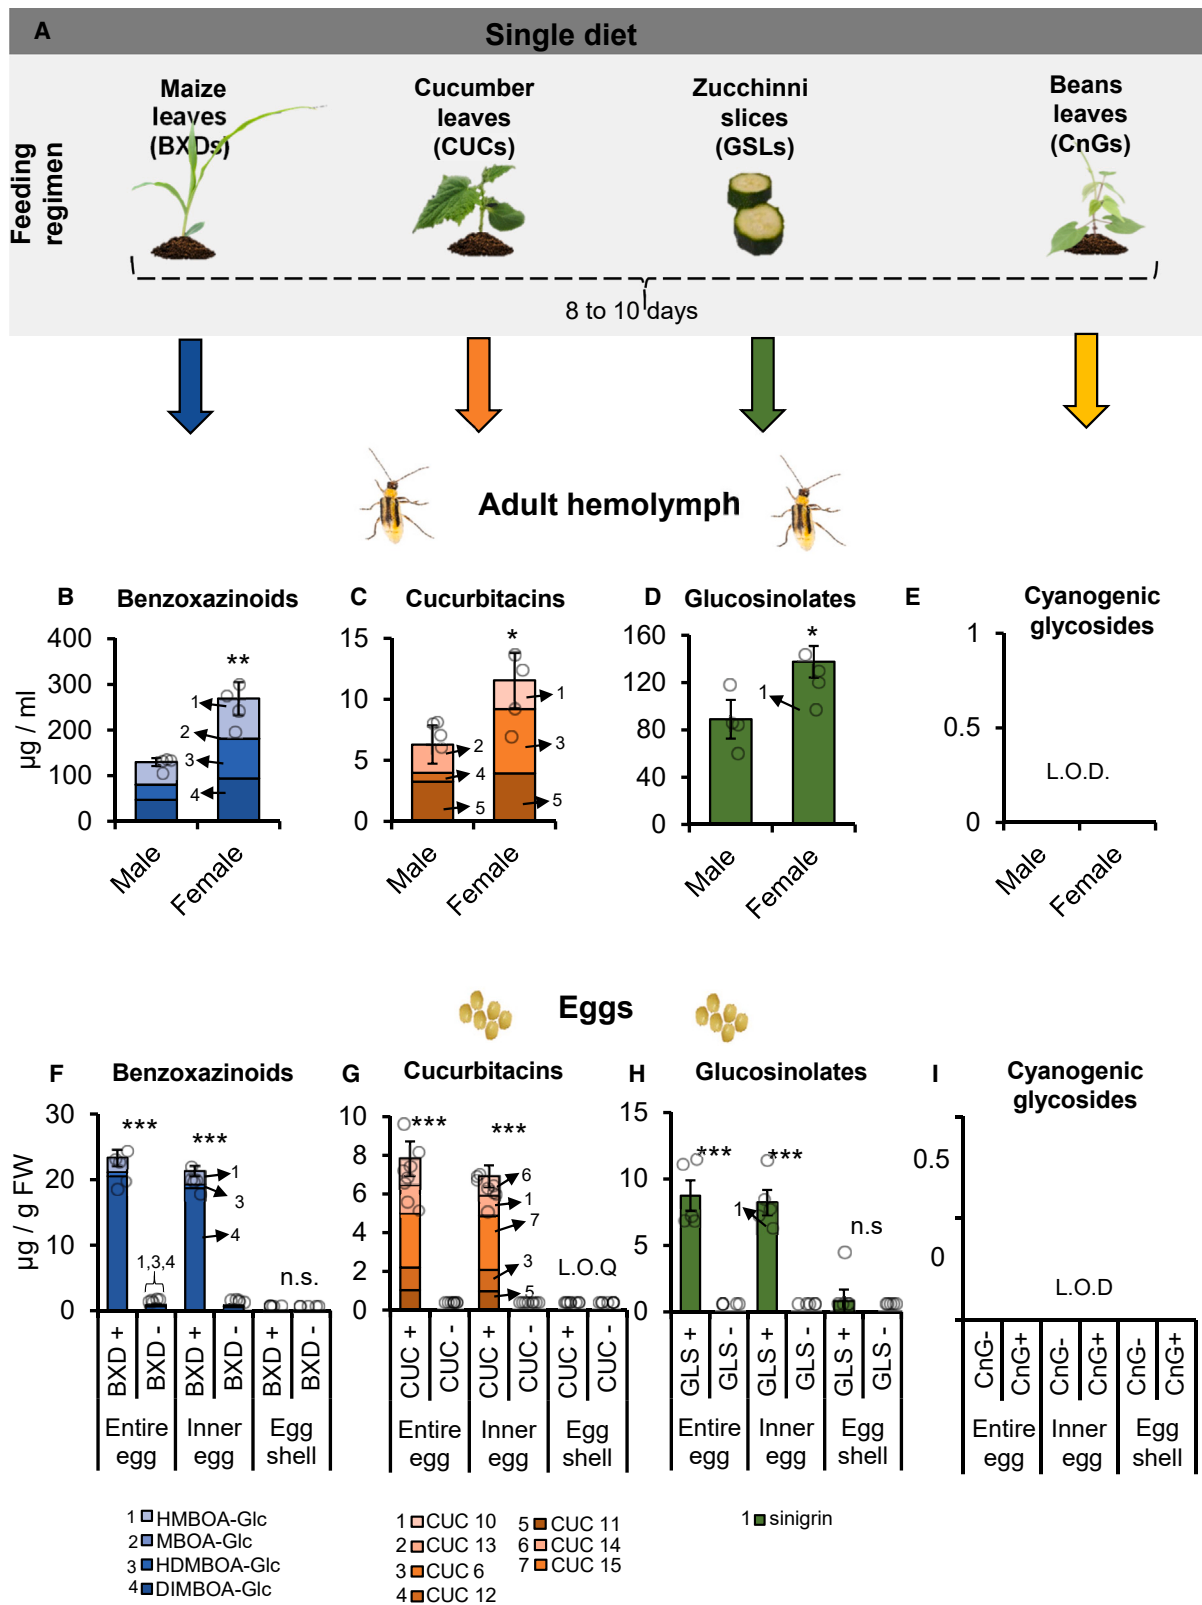 A
Single diet
Feeding regimen
Maize leaves (BXDs)
Cucumber leaves (CUCs)
Zucchinni slices (GSLs)
Beans leaves (CnGs)
8 to 10 days
Adult hemolymph
B Benzoxazinoids
µg / ml
400
300
200
100
0
**
1
2
3
4
Male
Female
C Cucurbitacins
15
10
5
0
*
2
4
5
1
3
5
Male
Female
D Glucosinolates
160
120
80
40
0
*
1
Male
Female
E Cyanogenic glycosides
1
0.5
0
L.O.D.
Male
Female
Eggs
F Benzoxazinoids
µg / g FW
30
20
10
0
***
***
n.s.
1,3,4
1
3
4
BXD +
BXD -
BXD +
BXD -
BXD +
BXD -
Entire egg
Inner egg
Egg shell
1 HMBOA-Glc
2 MBOA-Glc
3 HDMBOA-Glc
4 DIMBOA-Glc
G Cucurbitacins
10
8
6
4
2
0
***
***
L.O.Q
6
1
7
3
5
CUC +
CUC -
CUC +
CUC -
CUC +
CUC -
Entire egg
Inner egg
Egg shell
1 CUC 10
2 CUC 13
3 CUC 6
4 CUC 12
5 CUC 11
6 CUC 14
7 CUC 15
H Glucosinolates
15
10
5
0
***
***
n.s
1
GLS +
GLS -
GLS +
GLS -
GLS +
GLS -
Entire egg
Inner egg
Egg shell
1 sinigrin
I Cyanogenic glycosides
0.5
0
L.O.D
CnG-
CnG+
CnG-
CnG+
CnG-
CnG+
Entire egg
Inner egg
Egg shell